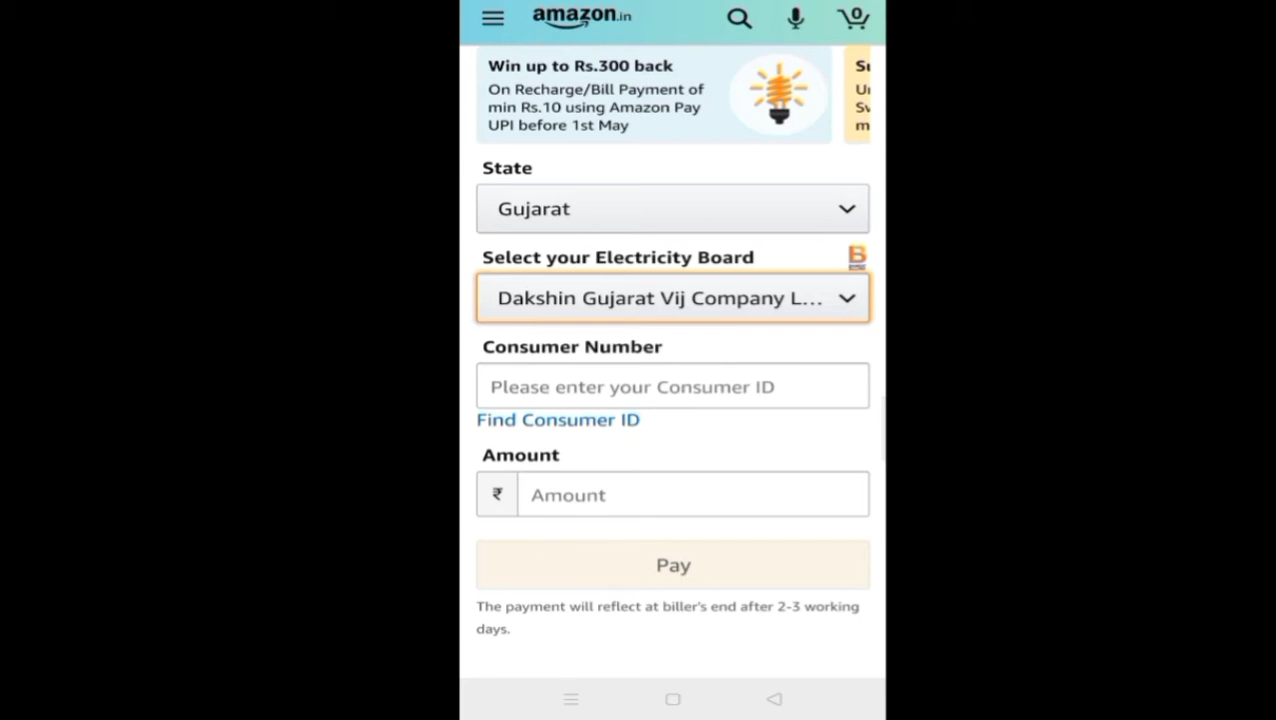 amazon.in
0
Win up to Rs.300 back
On Recharge/Bill Payment of
min Rs.10 using Amazon Pay
UPI before 1st May
State
Gujarat
Select your Electricity Board
B
Dakshin Gujarat Vij Company L...
Consumer Number
Please enter your Consumer ID
Find Consumer ID
Amount
₹ Amount
Pay
The payment will reflect at biller's end after 2-3 working
days.